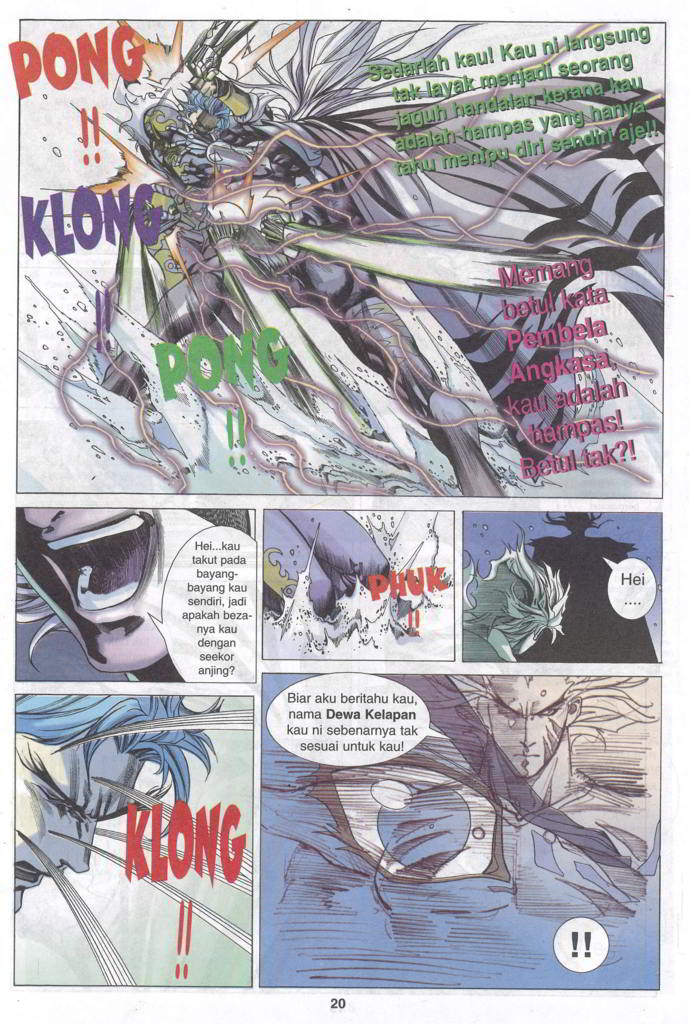 PONG
!!
Sedarlah kau! Kau ni langsung
tak layak menjadi seorang
jaguh handalan kerana kau
adalah hampas yang hanya
tahu menipu diri sendiri aje!!
KLONG
!!
PONG
!!
Memang
betul kata
Pembela
Angkasa,
kau adalah
hampas!
Betul tak?!
Hei...kau
takut pada
bayang-
bayang kau
sendiri, jadi
apakah beza-
nya kau
dengan
seekor
anjing?
PHUK
!!
Hei
....
KLONG
!!
Biar aku beritahu kau,
nama Dewa Kelapan
kau ni sebenarnya tak
sesuai untuk kau!
!!
20